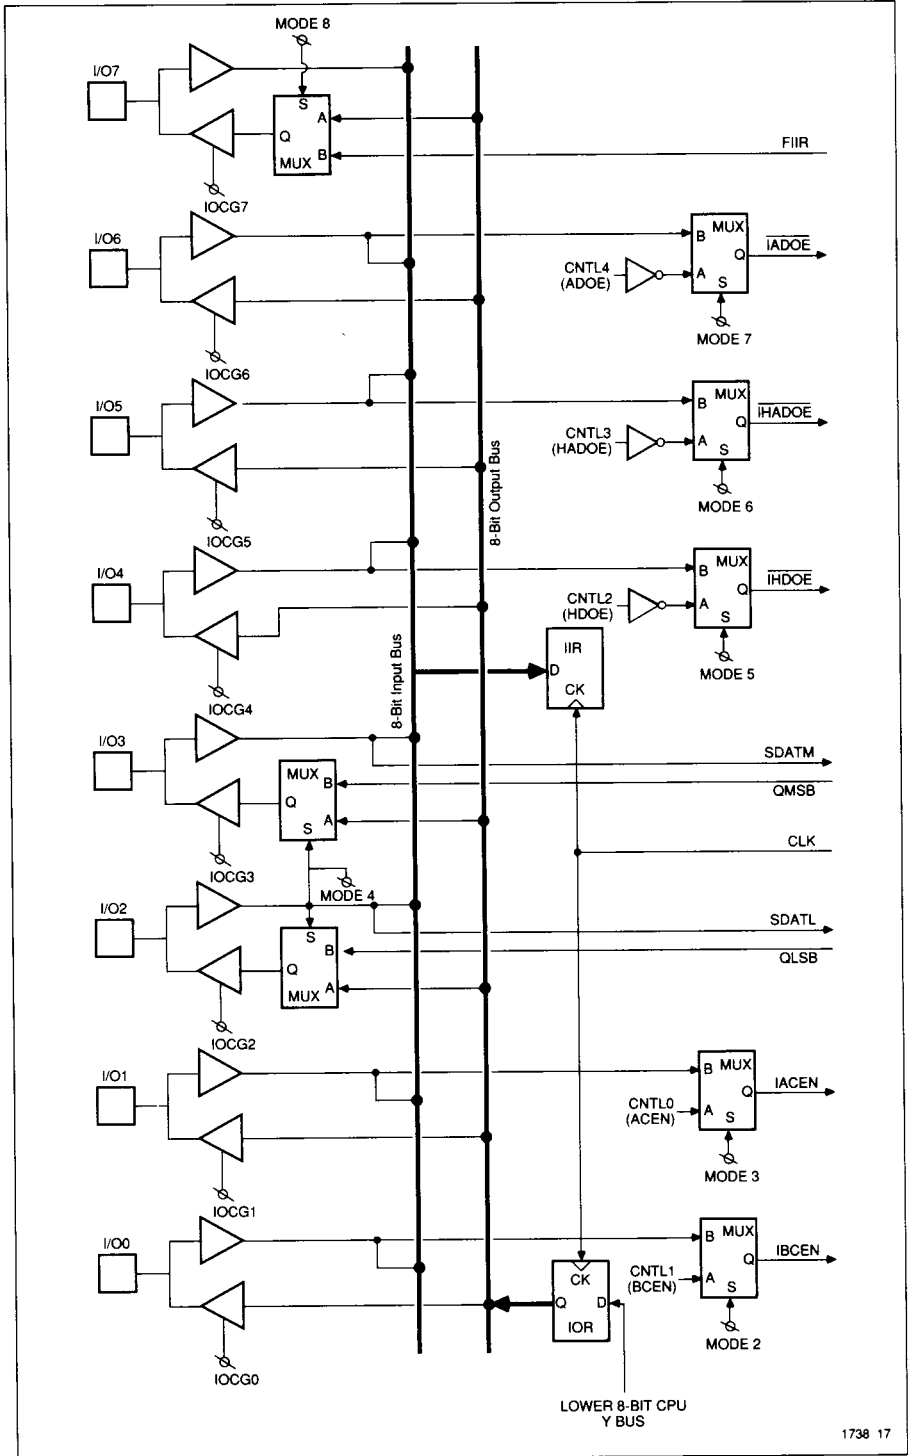 MODE 8
I/O7
S
A
Q
MUX
B
FIIR
IOCG7
I/O6
B
MUX
Q
IADOE
CNTL4
(ADOE)
A
S
MODE 7
IOCG6
I/O5
B
MUX
Q
IHADOE
CNTL3
(HADOE)
A
S
MODE 6
IOCG5
8-Bit Output Bus
I/O4
B
MUX
Q
IHDOE
CNTL2
(HDOE)
A
S
MODE 5
IIR
D
CK
IOCG4
8-Bit Input Bus
I/O3
SDATM
MUX
B
QMSB
Q
A
S
CLK
IOCG3
MODE 4
I/O2
SDATL
S
B
QLSB
Q
MUX
A
IOCG2
I/O1
B
MUX
Q
IACEN
CNTL0
(ACEN)
A
S
MODE 3
IOCG1
I/O0
B
MUX
Q
IBCEN
CNTL1
(BCEN)
A
S
MODE 2
CK
Q
D
IOR
IOCG0
LOWER 8-BIT CPU
Y BUS
1738 17